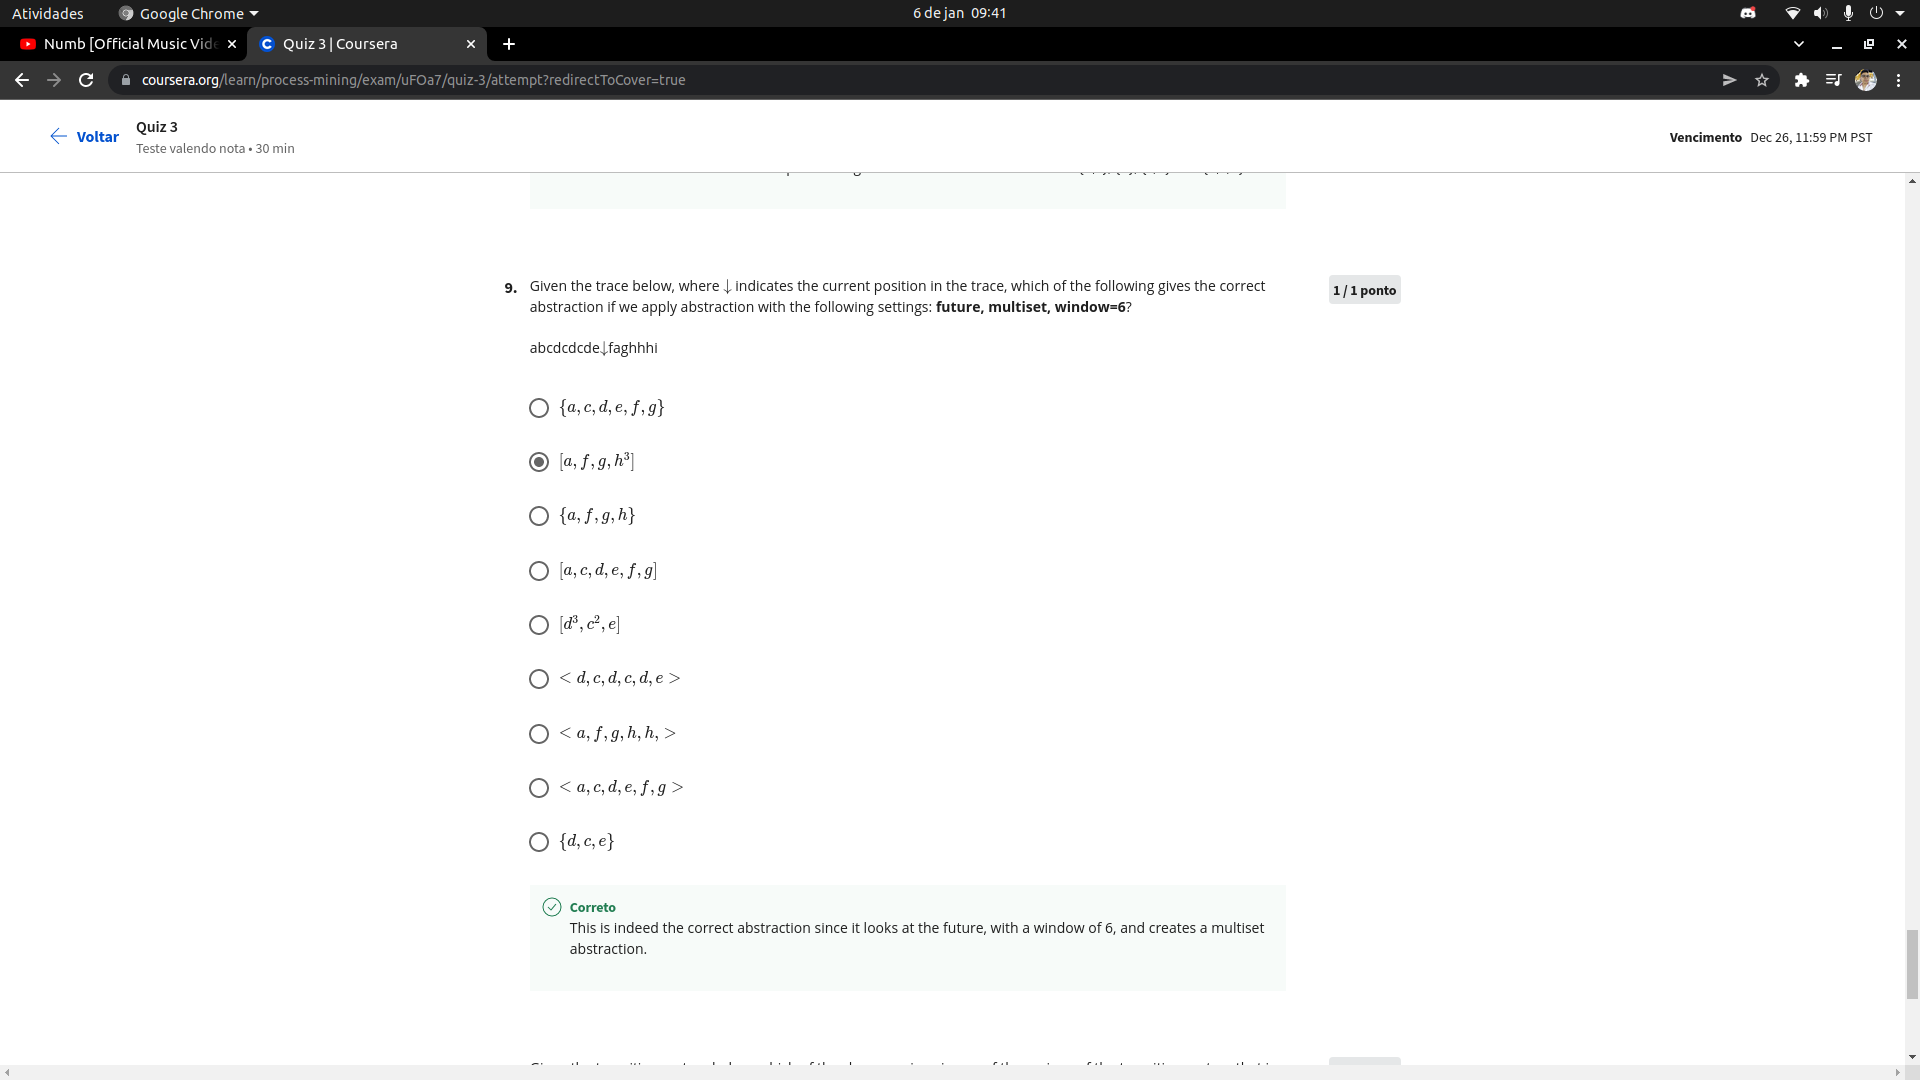 Atividades
Google Chrome
6 de jan 09:41
Numb [Official Music Vide
Quiz 3 | Coursera
coursera.org/learn/process-mining/exam/uFOa7/quiz-3/attempt?redirectToCover=true
Voltar
Quiz 3
Teste valendo nota • 30 min
Vencimento Dec 26, 11:59 PM PST
9. Given the trace below, where ↓ indicates the current position in the trace, which of the following gives the correct
abstraction if we apply abstraction with the following settings: future, multiset, window=6?
1 / 1 ponto
abcdcdcde↓faghhhi
{a, c, d, e, f, g}
[a, f, g, h³]
{a, f, g, h}
[a, c, d, e, f, g]
[d³, c², e]
< d, c, d, c, d, e >
< a, f, g, h, h, >
< a, c, d, e, f, g >
{d, c, e}
Correto
This is indeed the correct abstraction since it looks at the future, with a window of 6, and creates a multiset
abstraction.